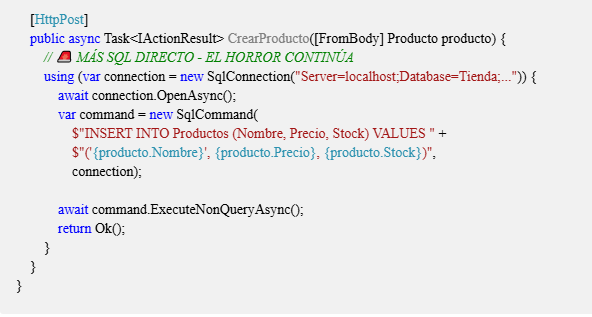 [HttpPost]
public async Task<IActionResult> CrearProducto([FromBody] Producto producto) {
// 🚨 MÁS SQL DIRECTO - EL HORROR CONTINÚA
using (var connection = new SqlConnection("Server=localhost;Database=Tienda;...")) {
await connection.OpenAsync();
var command = new SqlCommand(
$"INSERT INTO Productos (Nombre, Precio, Stock) VALUES " +
$"('{producto.Nombre}', {producto.Precio}, {producto.Stock})",
connection);
await command.ExecuteNonQueryAsync();
return Ok();
}
}
}